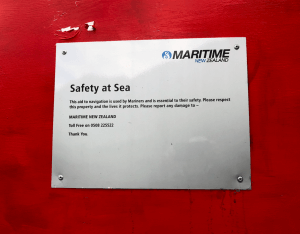 MARITIME
NEW ZEALAND
Safety at Sea
This aid to navigation is used by Mariners and is essential to their safety. Please respect
this property and the lives it protects. Please report any damage to –
MARITIME NEW ZEALAND
Toll Free on 0508 225522
Thank You.